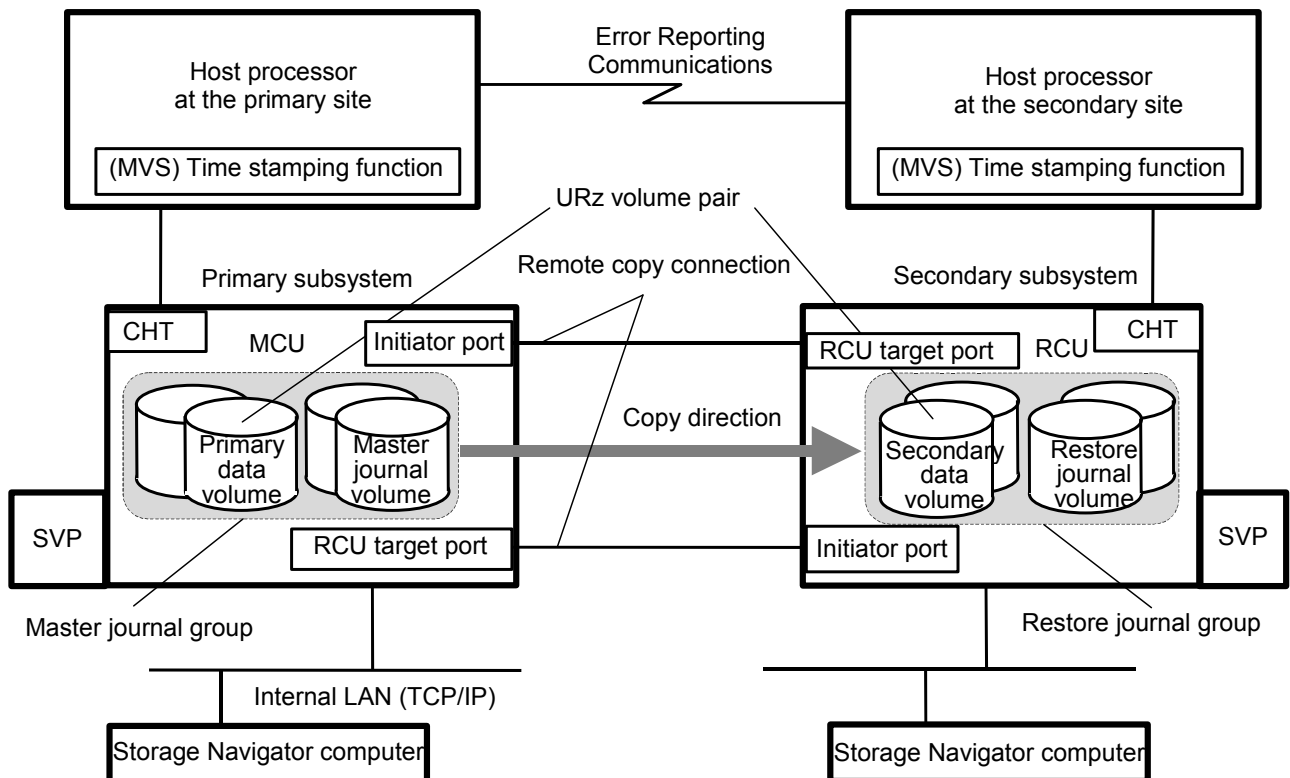 Error Reporting
Communications
Host processor
at the primary site
(MVS) Time stamping function
Host processor
at the secondary site
(MVS) Time stamping function
URz volume pair
Remote copy connection
Primary subsystem
Secondary subsystem
CHT
MCU
Initiator port
RCU target port
RCU
CHT
Copy direction
Primary
data
volume
Master
journal
volume
Secondary
data
volume
Restore
journal
volume
SVP
RCU target port
Initiator port
SVP
Master journal group
Restore journal group
Internal LAN (TCP/IP)
Storage Navigator computer
Storage Navigator computer